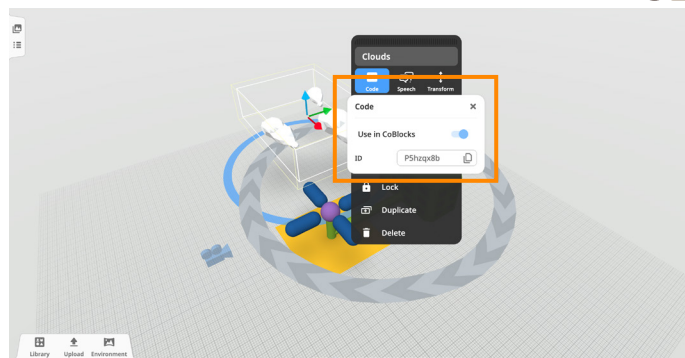 Clouds
Code Speech Transform
Code
Use in CoBlocks
ID P5hzqx8b
Lock
Duplicate
Delete
Library Upload Environment